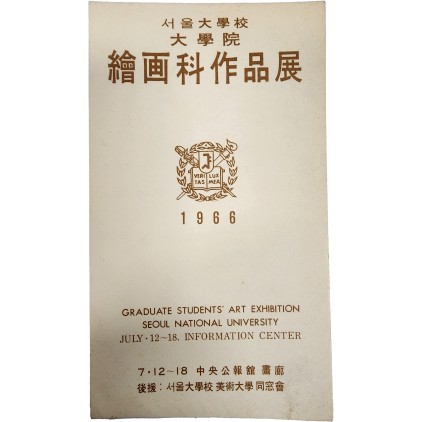 서울大學校
大學院
繪画科作品展
VERI LUX
TAS MEA
1966
GRADUATE STUDENTS' ART EXHIBITION
SEOUL NATIONAL UNIVERSITY
JULY·12~18. INFORMATION CENTER
7·12~18 中央公報館 畵廊
後援: 서울大學校 美術大學 同窓會